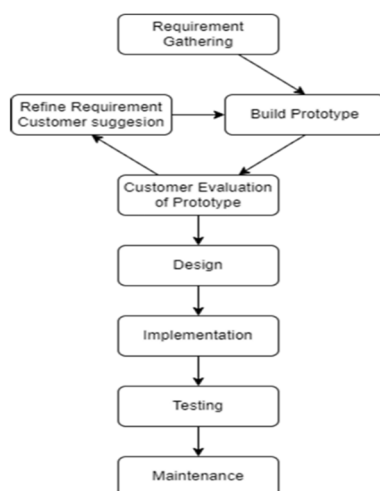 Requirement
Gathering
Refine Requirement
Customer suggesion
Build Prototype
Customer Evaluation
of Prototype
Design
Implementation
Testing
Maintenance